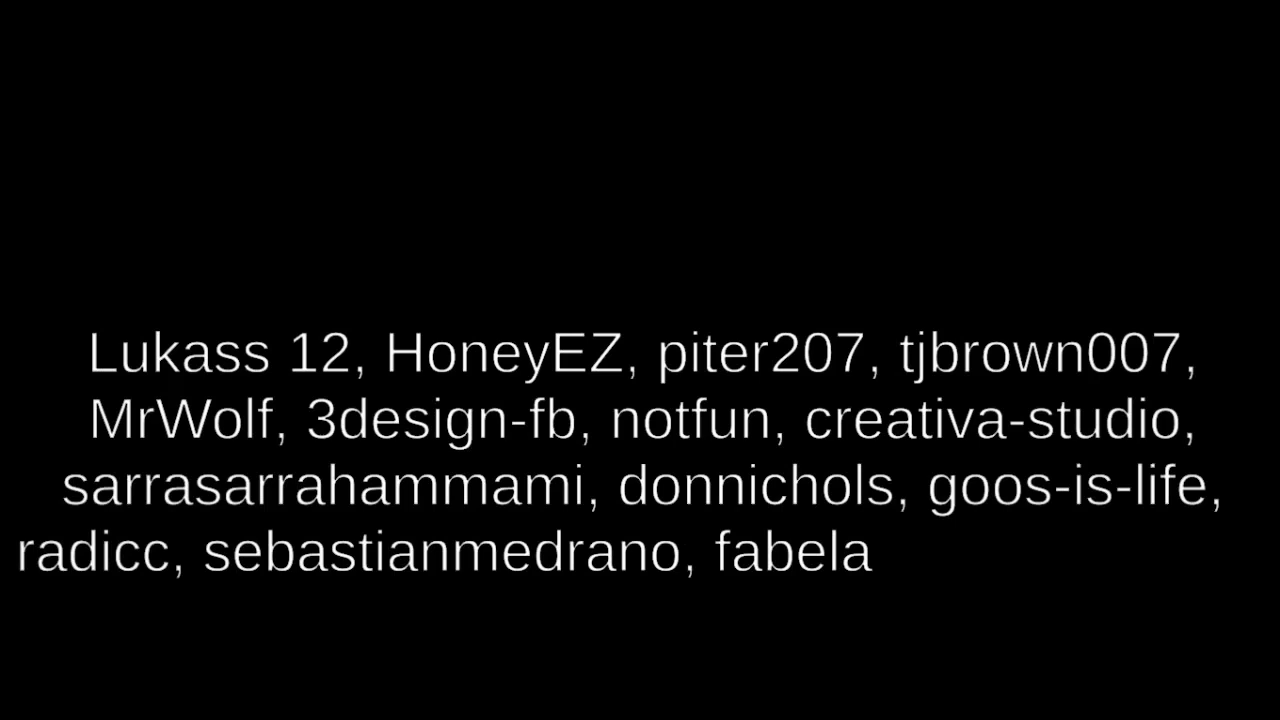 Lukass 12, HoneyEZ, piter207, tjbrown007,
MrWolf, 3design-fb, notfun, creativa-studio,
sarrasarrahammami, donnichols, goos-is-life,
radicc, sebastianmedrano, fabela